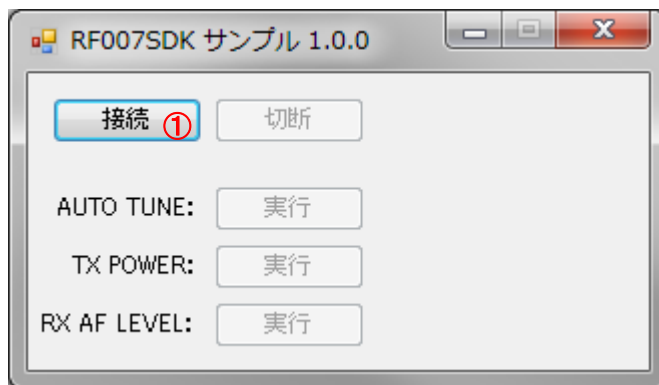 RF007SDK サンプル 1.0.0
接続 ① 切断
AUTO TUNE: 実行
TX POWER: 実行
RX AF LEVEL: 実行